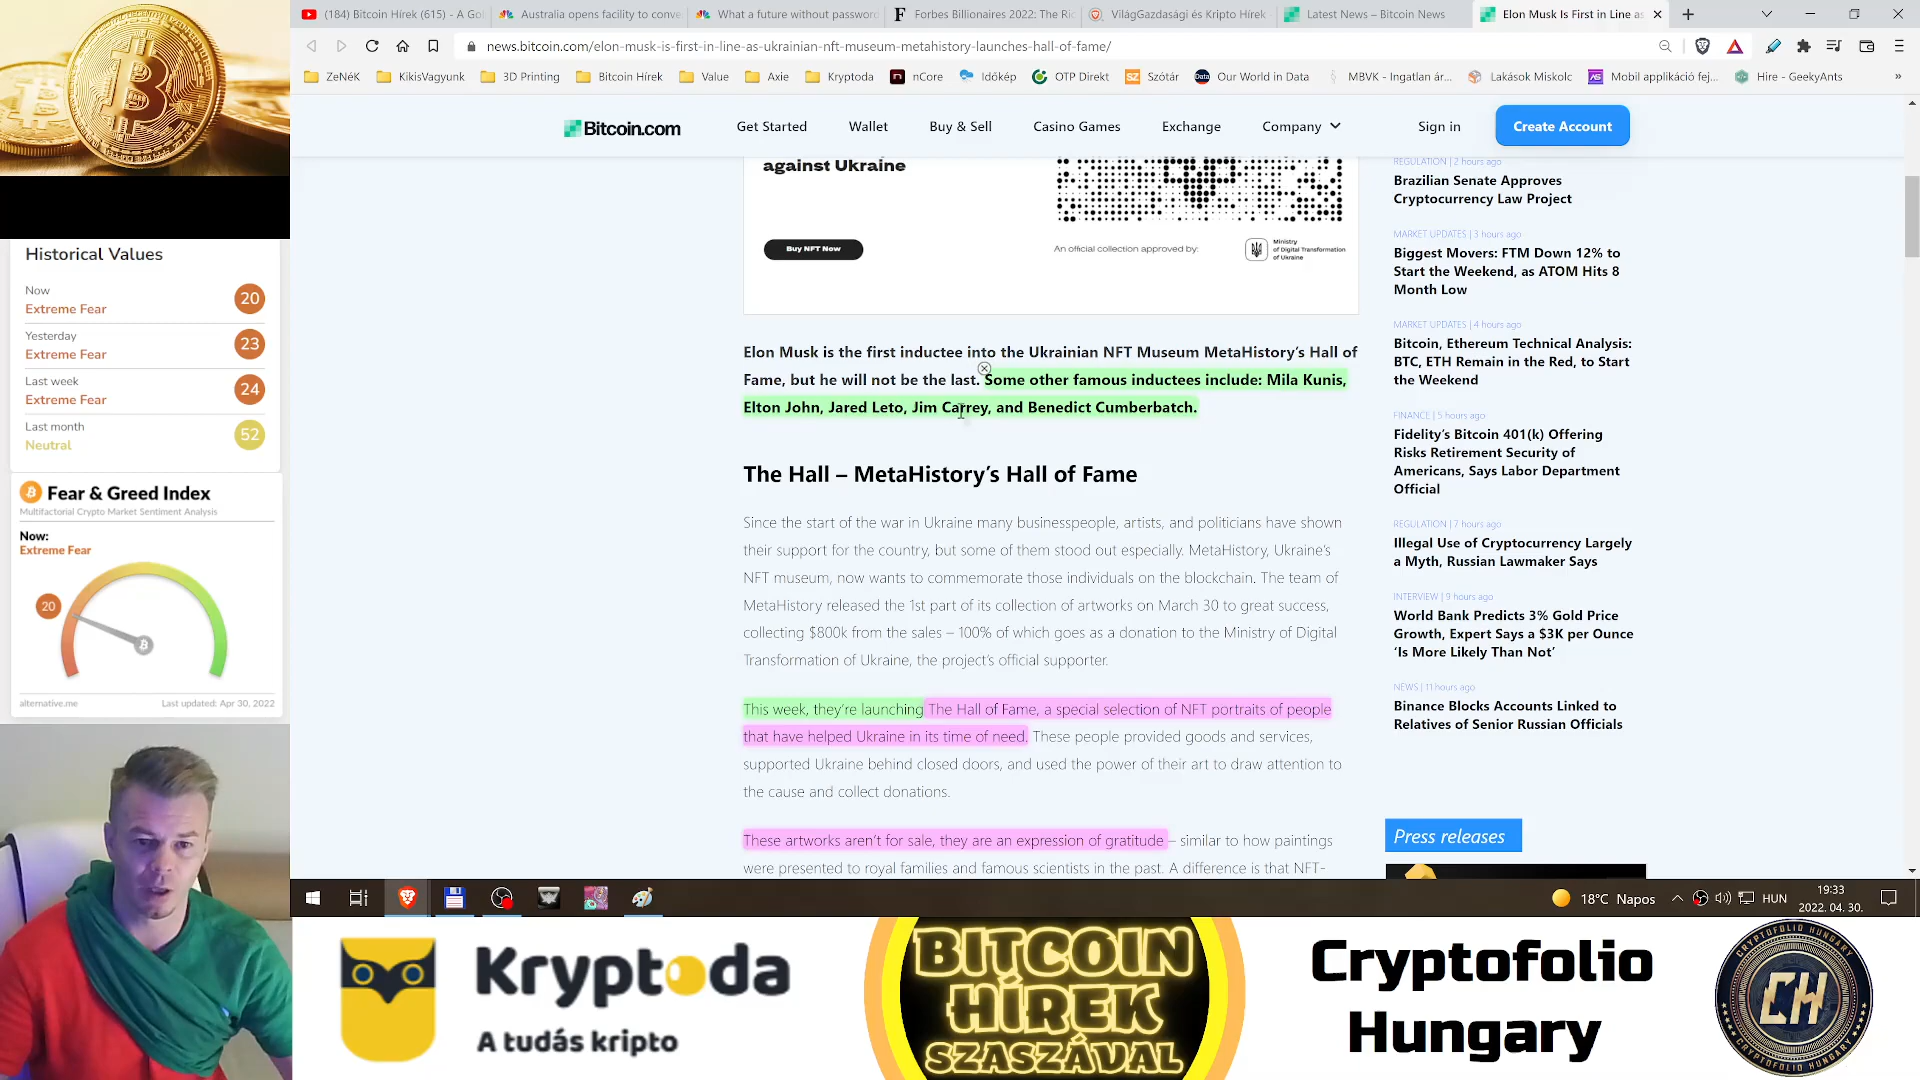 (184) Bitcoin Hírek (615) - A Go
Australia opens facility to conve
What a future without password
Forbes Billionaires 2022: The Ri
VilágGazdasági és Kripto Hírek
Latest News – Bitcoin News
Elon Musk Is First in Line as
news.bitcoin.com/elon-musk-is-first-in-line-as-ukrainian-nft-museum-metahistory-launches-hall-of-fame/
ZeNéK
KikisVagyunk
3D Printing
Bitcoin Hírek
Value
Axie
Kryptoda
nCore
Időkép
OTP Direkt
SZ Szótár
Our World in Data
MBVK - Ingatlan ár...
Lakások Miskolc
Mobil applikáció fej...
Hire - GeekyAnts
Bitcoin.com
Get Started
Wallet
Buy & Sell
Casino Games
Exchange
Company
Sign in
Create Account
against Ukraine
Buy NFT Now
An official collection approved by:
Ministry
of Digital Transformation
of Ukraine
Elon Musk is the first inductee into the Ukrainian NFT Museum MetaHistory's Hall of
Fame, but he will not be the last. Some other famous inductees include: Mila Kunis,
Elton John, Jared Leto, Jim Carrey, and Benedict Cumberbatch.
The Hall – MetaHistory's Hall of Fame
Since the start of the war in Ukraine many businesspeople, artists, and politicians have shown
their support for the country, but some of them stood out especially. MetaHistory, Ukraine's
NFT museum, now wants to commemorate those individuals on the blockchain. The team of
MetaHistory released the 1st part of its collection of artworks on March 30 to great success,
collecting $800k from the sales – 100% of which goes as a donation to the Ministry of Digital
Transformation of Ukraine, the project's official supporter.
This week, they're launching The Hall of Fame, a special selection of NFT portraits of people
that have helped Ukraine in its time of need. These people provided goods and services,
supported Ukraine behind closed doors, and used the power of their art to draw attention to
the cause and collect donations.
These artworks aren't for sale, they are an expression of gratitude – similar to how paintings
were presented to royal families and famous scientists in the past. A difference is that NFT-
REGULATION | 2 hours ago
Brazilian Senate Approves
Cryptocurrency Law Project
MARKET UPDATES | 3 hours ago
Biggest Movers: FTM Down 12% to
Start the Weekend, as ATOM Hits 8
Month Low
MARKET UPDATES | 4 hours ago
Bitcoin, Ethereum Technical Analysis:
BTC, ETH Remain in the Red, to Start
the Weekend
FINANCE | 5 hours ago
Fidelity's Bitcoin 401(k) Offering
Risks Retirement Security of
Americans, Says Labor Department
Official
REGULATION | 7 hours ago
Illegal Use of Cryptocurrency Largely
a Myth, Russian Lawmaker Says
INTERVIEW | 9 hours ago
World Bank Predicts 3% Gold Price
Growth, Expert Says a $3K per Ounce
'Is More Likely Than Not'
NEWS | 11 hours ago
Binance Blocks Accounts Linked to
Relatives of Senior Russian Officials
Press releases
Historical Values
Now
Extreme Fear
20
Yesterday
Extreme Fear
23
Last week
Extreme Fear
24
Last month
Neutral
52
Fear & Greed Index
Multifactorial Crypto Market Sentiment Analysis
Now:
Extreme Fear
20
alternative.me
Last updated: Apr 30, 2022
18°C Napos
HUN
19:33
2022. 04. 30.
Kryptoda
A tudás kripto
BITCOIN
HÍREK
SZASZÁVAL
Cryptofolio
Hungary
CRYPTOFOLIO HUNGARY
CH
CRYPTOFOLIO HUNGARY